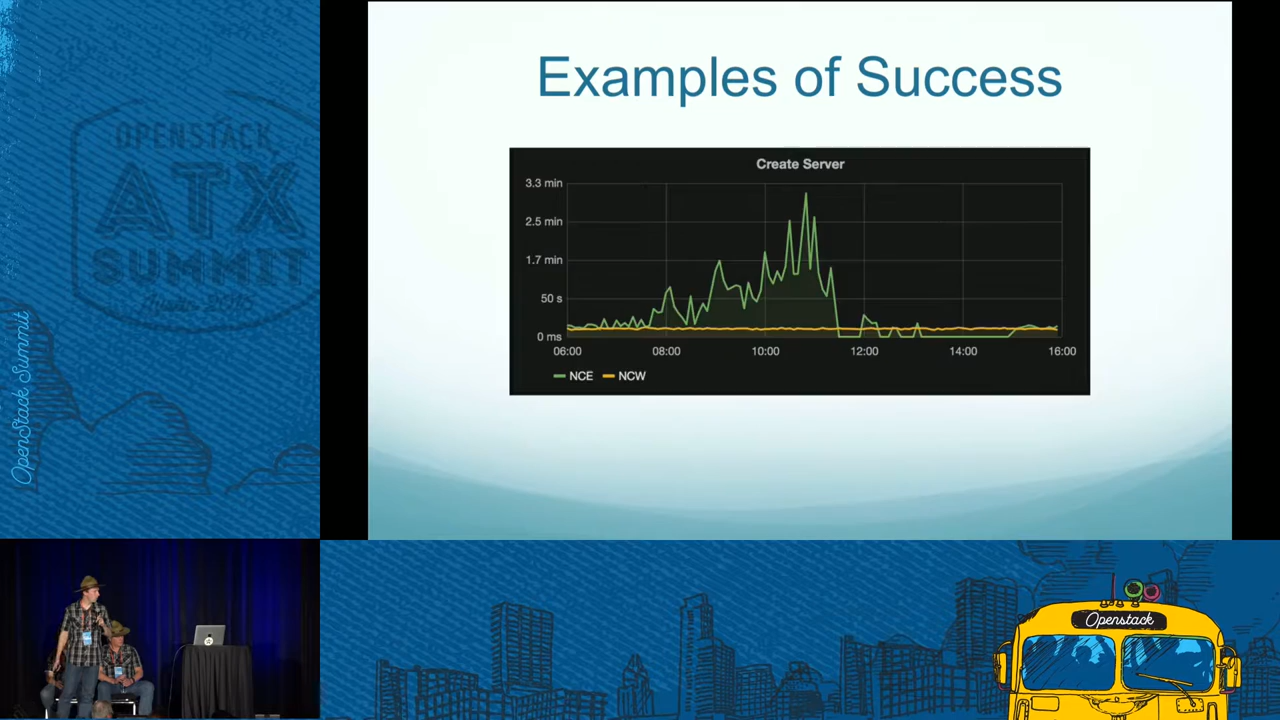 OPENSTACK
ATX
SUMMIT
OpenStack Summit
Examples of Success
Create Server
3.3 min
2.5 min
1.7 min
50 s
0 ms
06:00 08:00 10:00 12:00 14:00 16:00
NCE NCW
Openstack